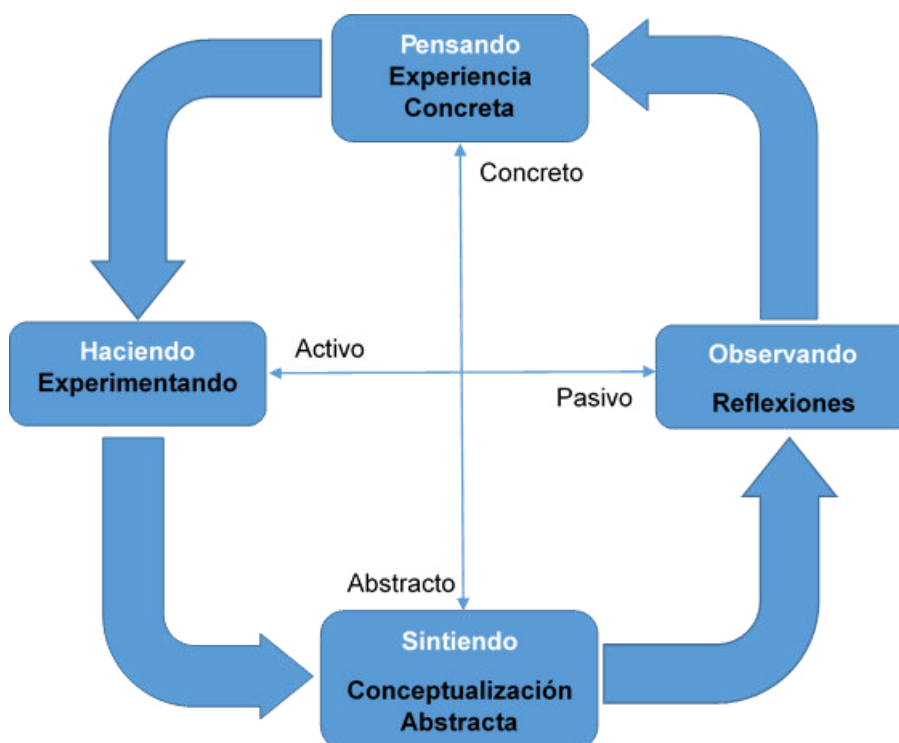 Pensando
Experiencia
Concreta
Concreto
Haciendo
Experimentando
Activo
Pasivo
Observando
Reflexiones
Abstracto
Sintiendo
Conceptualización
Abstracta